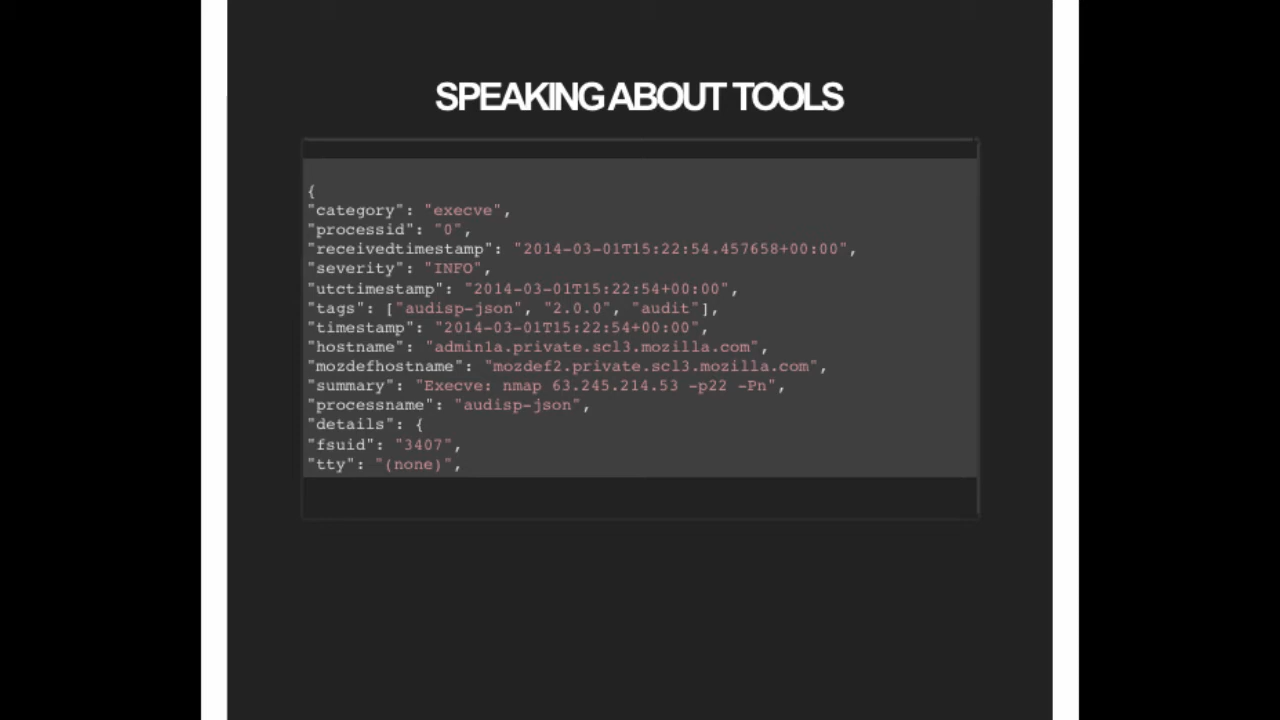 SPEAKING ABOUT TOOLS
{
"category": "execve",
"processid": "0",
"receivedtimestamp": "2014-03-01T15:22:54.457658+00:00",
"severity": "INFO",
"utctimestamp": "2014-03-01T15:22:54+00:00",
"tags": ["audisp-json", "2.0.0", "audit"],
"timestamp": "2014-03-01T15:22:54+00:00",
"hostname": "admin1a.private.scl3.mozilla.com",
"mozdefhostname": "mozdef2.private.scl3.mozilla.com",
"summary": "Execve: nmap 63.245.214.53 -p22 -Pn",
"processname": "audisp-json",
"details": {
"fsuid": "3407",
"tty": "(none)",